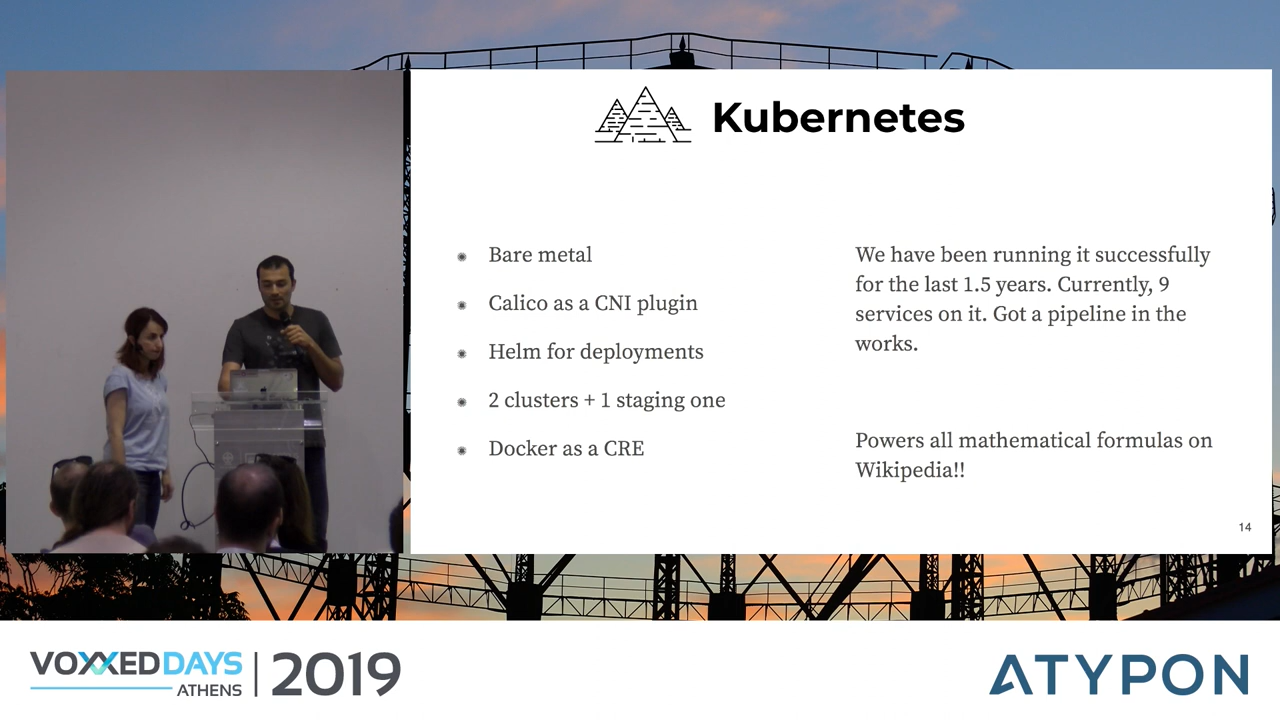 Kubernetes
Bare metal
Calico as a CNI plugin
Helm for deployments
2 clusters + 1 staging one
Docker as a CRE
We have been running it successfully
for the last 1.5 years. Currently, 9
services on it. Got a pipeline in the
works.
Powers all mathematical formulas on
Wikipedia!!
14
VOXXED DAYS
ATHENS
2019
ATYPON